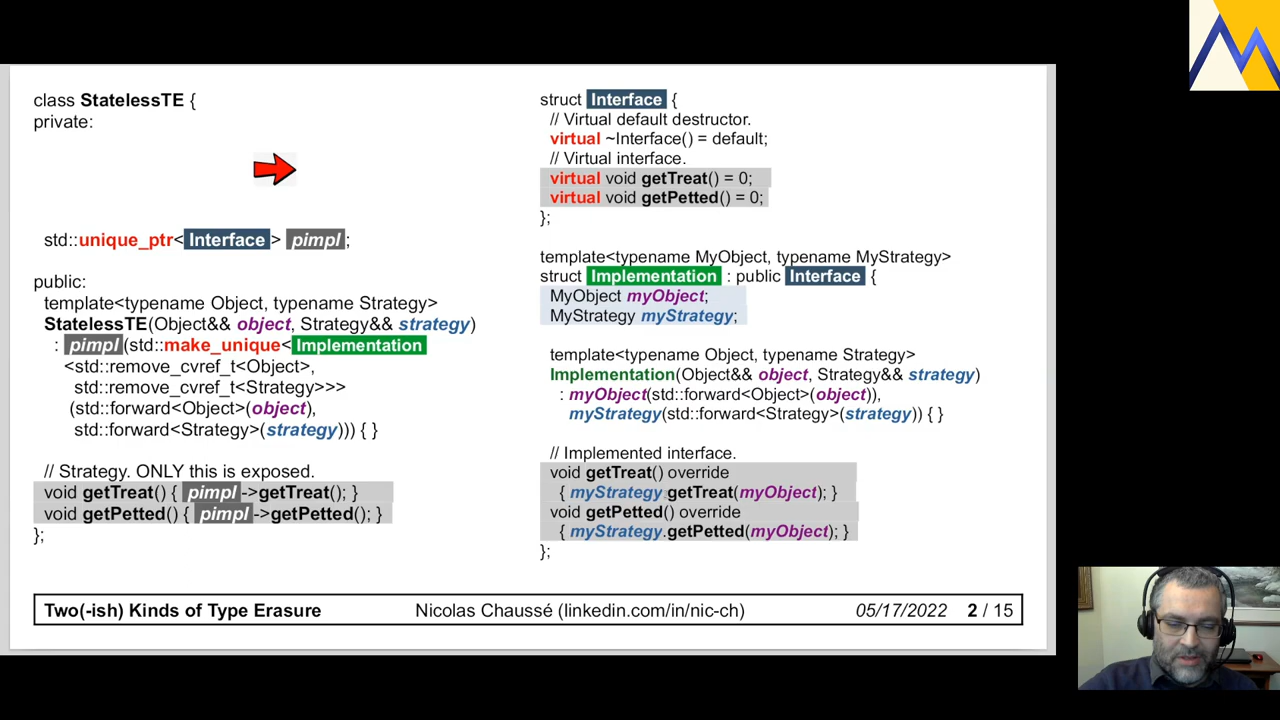 class StatelessTE {
private:
std::unique_ptr<Interface> pimpl;
public:
template<typename Object, typename Strategy>
StatelessTE(Object&& object, Strategy&& strategy)
: pimpl(std::make_unique<Implementation
<std::remove_cvref_t<Object>,
std::remove_cvref_t<Strategy>>>
(std::forward<Object>(object),
std::forward<Strategy>(strategy))) { }
// Strategy. ONLY this is exposed.
void getTreat() { pimpl->getTreat(); }
void getPetted() { pimpl->getPetted(); }
};
struct Interface {
// Virtual default destructor.
virtual ~Interface() = default;
// Virtual interface.
virtual void getTreat() = 0;
virtual void getPetted() = 0;
};
template<typename MyObject, typename MyStrategy>
struct Implementation : public Interface {
MyObject myObject;
MyStrategy myStrategy;
template<typename Object, typename Strategy>
Implementation(Object&& object, Strategy&& strategy)
: myObject(std::forward<Object>(object)),
myStrategy(std::forward<Strategy>(strategy)) { }
// Implemented interface.
void getTreat() override
{ myStrategy.getTreat(myObject); }
void getPetted() override
{ myStrategy.getPetted(myObject); }
};
Two(-ish) Kinds of Type Erasure
Nicolas Chaussé (linkedin.com/in/nic-ch)
05/17/2022 2 / 15